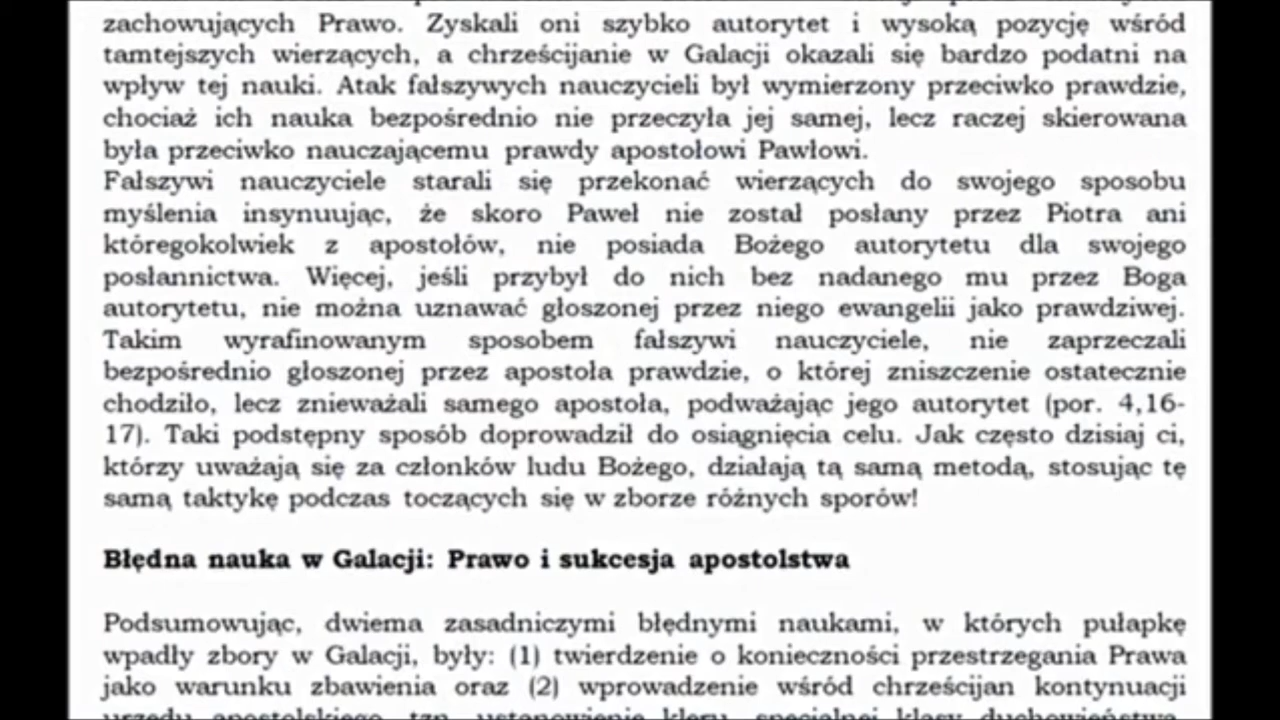 zachowujących Prawo. Zyskali oni szybko autorytet i wysoką pozycję wśród
tamtejszych wierzących, a chrześcijanie w Galacji okazali się bardzo podatni na
wpływ tej nauki. Atak fałszywych nauczycieli był wymierzony przeciwko prawdzie,
chociaż ich nauka bezpośrednio nie przeczyła jej samej, lecz raczej skierowana
była przeciwko nauczającemu prawdy apostołowi Pawłowi.
Fałszywi nauczyciele starali się przekonać wierzących do swojego sposobu
myślenia insynuując, że skoro Paweł nie został posłany przez Piotra ani
któregokolwiek z apostołów, nie posiada Bożego autorytetu dla swojego
posłannictwa. Więcej, jeśli przybył do nich bez nadanego mu przez Boga
autorytetu, nie można uznawać głoszonej przez niego ewangelii jako prawdziwej.
Takim wyrafinowanym sposobem fałszywi nauczyciele, nie zaprzeczali
bezpośrednio głoszonej przez apostoła prawdzie, o której zniszczenie ostatecznie
chodziło, lecz znieważali samego apostoła, podważając jego autorytet (por. 4,16-
17). Taki podstępny sposób doprowadził do osiągnięcia celu. Jak często dzisiaj ci,
którzy uważają się za członków ludu Bożego, działają tą samą metodą, stosując tę
samą taktykę podczas toczących się w zborze różnych sporów!
Błędna nauka w Galacji: Prawo i sukcesja apostolstwa
Podsumowując, dwiema zasadniczymi błędnymi naukami, w których pułapkę
wpadły zbory w Galacji, były: (1) twierdzenie o konieczności przestrzegania Prawa
jako warunku zbawienia oraz (2) wprowadzenie wśród chrześcijan kontynuacji
urzędu apostolskiego, tzn. ustanowienie kleru, specjalnej klasy duchowieństwa,